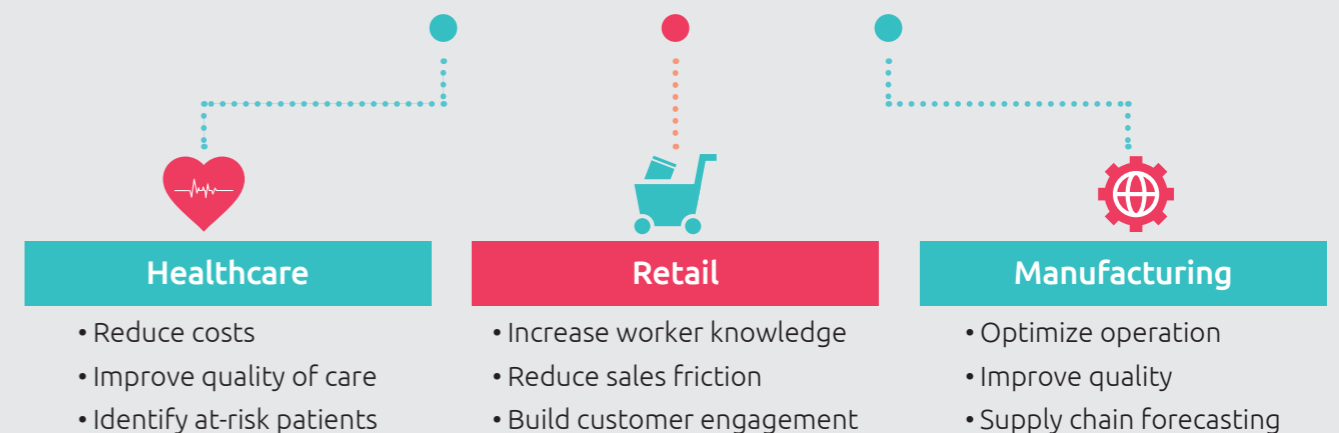 Healthcare
• Reduce costs
• Improve quality of care
• Identify at-risk patients
Retail
• Increase worker knowledge
• Reduce sales friction
• Build customer engagement
Manufacturing
• Optimize operation
• Improve quality
• Supply chain forecasting